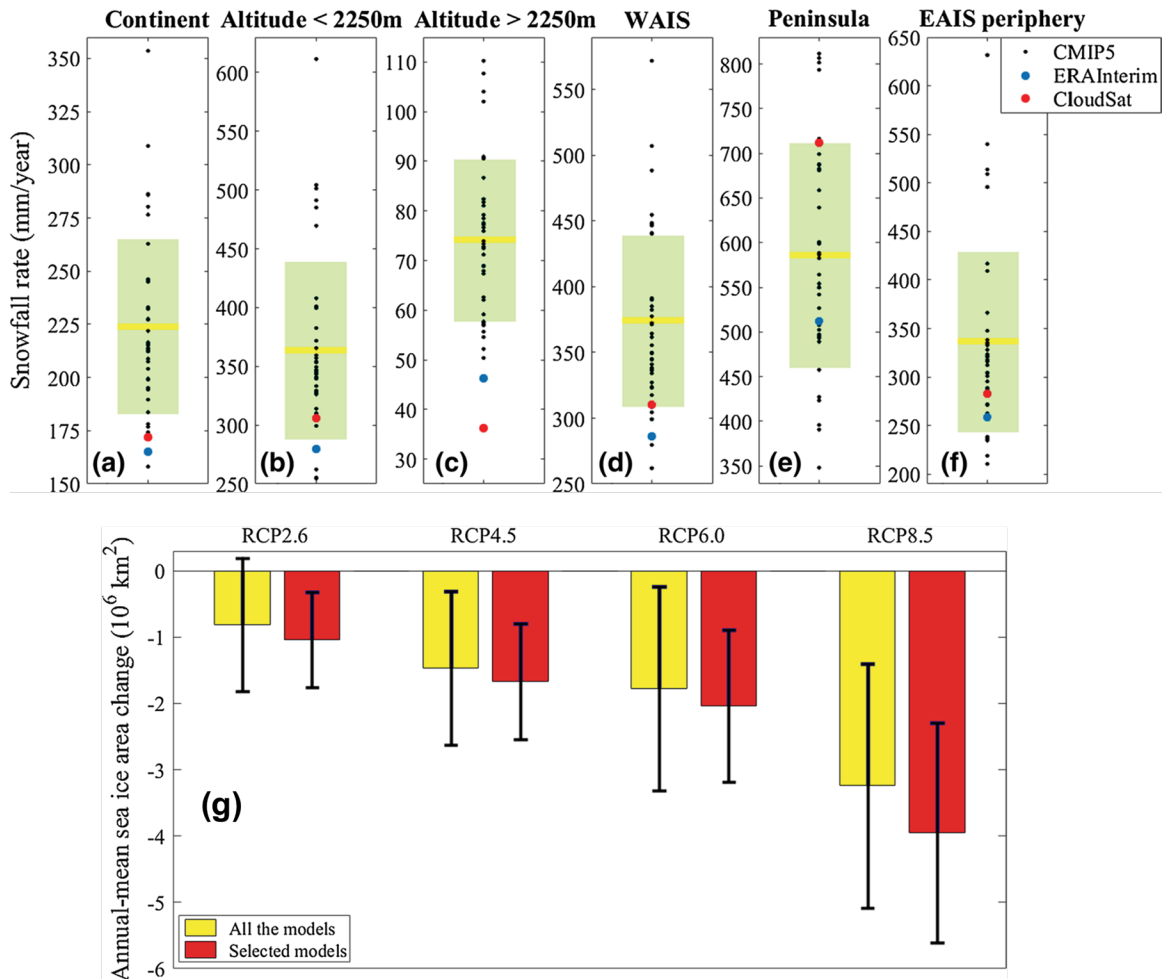 Continent
Altitude < 2250m
Altitude > 2250m
WAIS
Peninsula
EAIS periphery
Snowfall rate (mm/year)
350
325
300
275
250
225
200
175
150
(a)
600
550
500
450
400
350
300
250
(b)
110
100
90
80
70
60
50
40
30
(c)
550
500
450
400
350
300
250
(d)
800
750
700
650
600
550
500
450
400
350
(e)
650
600
550
500
450
400
350
300
250
200
(f)
CMIP5
ERAInterim
CloudSat
RCP2.6
RCP4.5
RCP6.0
RCP8.5
Annual-mean sea ice area change (10⁶ km²)
0
-1
-2
-3
-4
-5
-6
(g)
All the models
Selected models